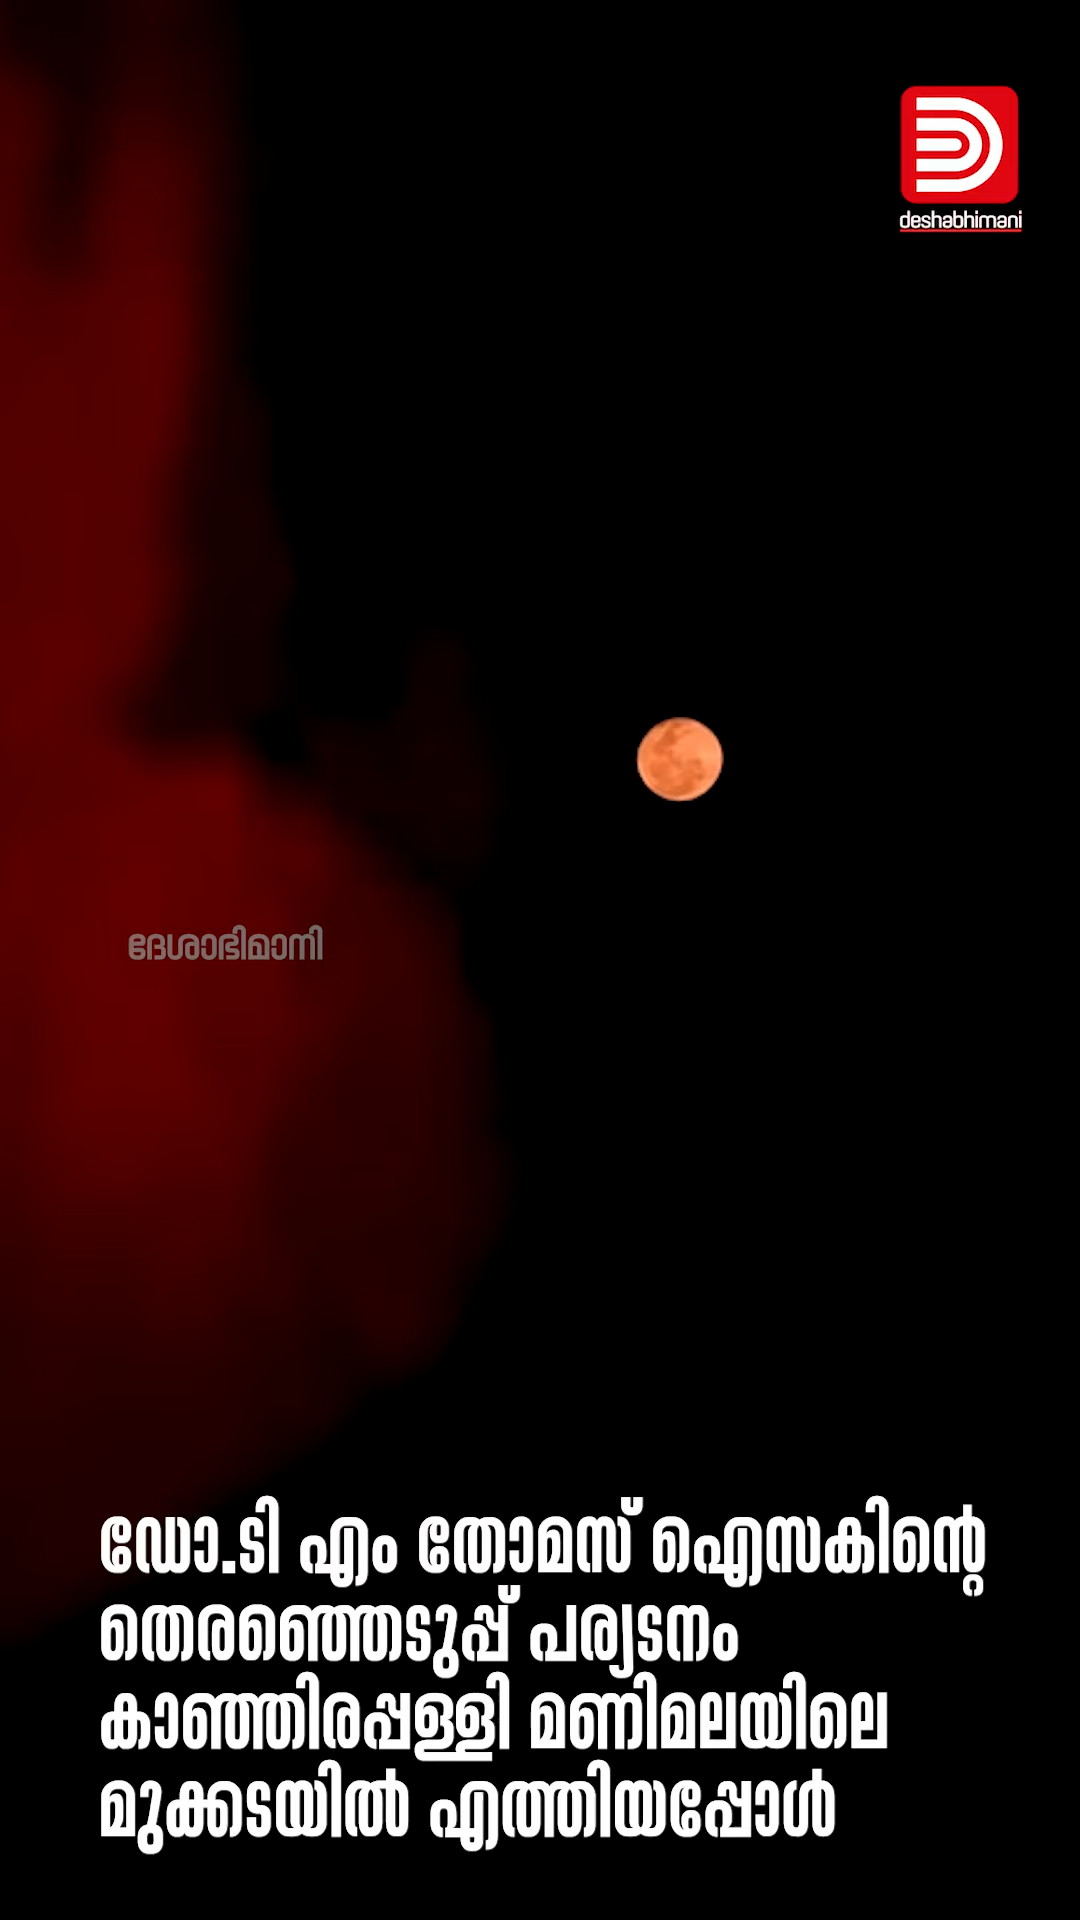 deshabhimani
ദേശാഭിമാനി
ഡോ.ടി എം തോമസ് ഐസകിന്റെ
തെരഞ്ഞെടുപ്പ് പര്യടനം
കാഞ്ഞിരപ്പള്ളി മണിമലയിലെ
മുക്കടയിൽ എത്തിയപ്പോൾ